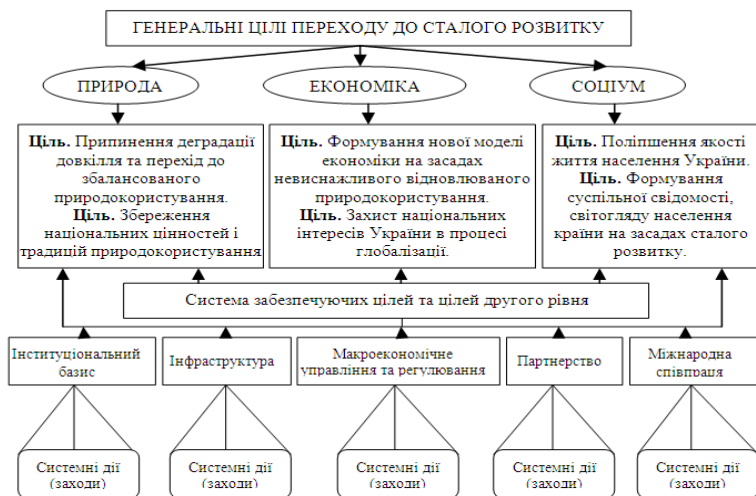 ГЕНЕРАЛЬНІ ЦІЛІ ПЕРЕХОДУ ДО СТАЛОГО РОЗВИТКУ
ПРИРОДА
ЕКОНОМІКА
СОЦІУМ
Ціль. Припинення деградації
довкілля та перехід до
збалансованого
природокористування.
Ціль. Збереження
національних цінностей і
традицій природокористування
Ціль. Формування нової моделі
економіки на засадах
невиснажливого відновлюваного
природокористування.
Ціль. Захист національних
інтересів України в процесі
глобалізації.
Ціль. Поліпшення якості
життя населення України.
Ціль. Формування
суспільної свідомості,
світогляду населення
країни на засадах сталого
розвитку.
Система забезпечуючих цілей та цілей другого рівня
Інституціональний
базис
Інфраструктура
Макроекономічне
управління та регулювання
Партнерство
Міжнародна
співпраця
Системні дії
(заходи)
Системні дії
(заходи)
Системні дії
(заходи)
Системні дії
(заходи)
Системні дії
(заходи)